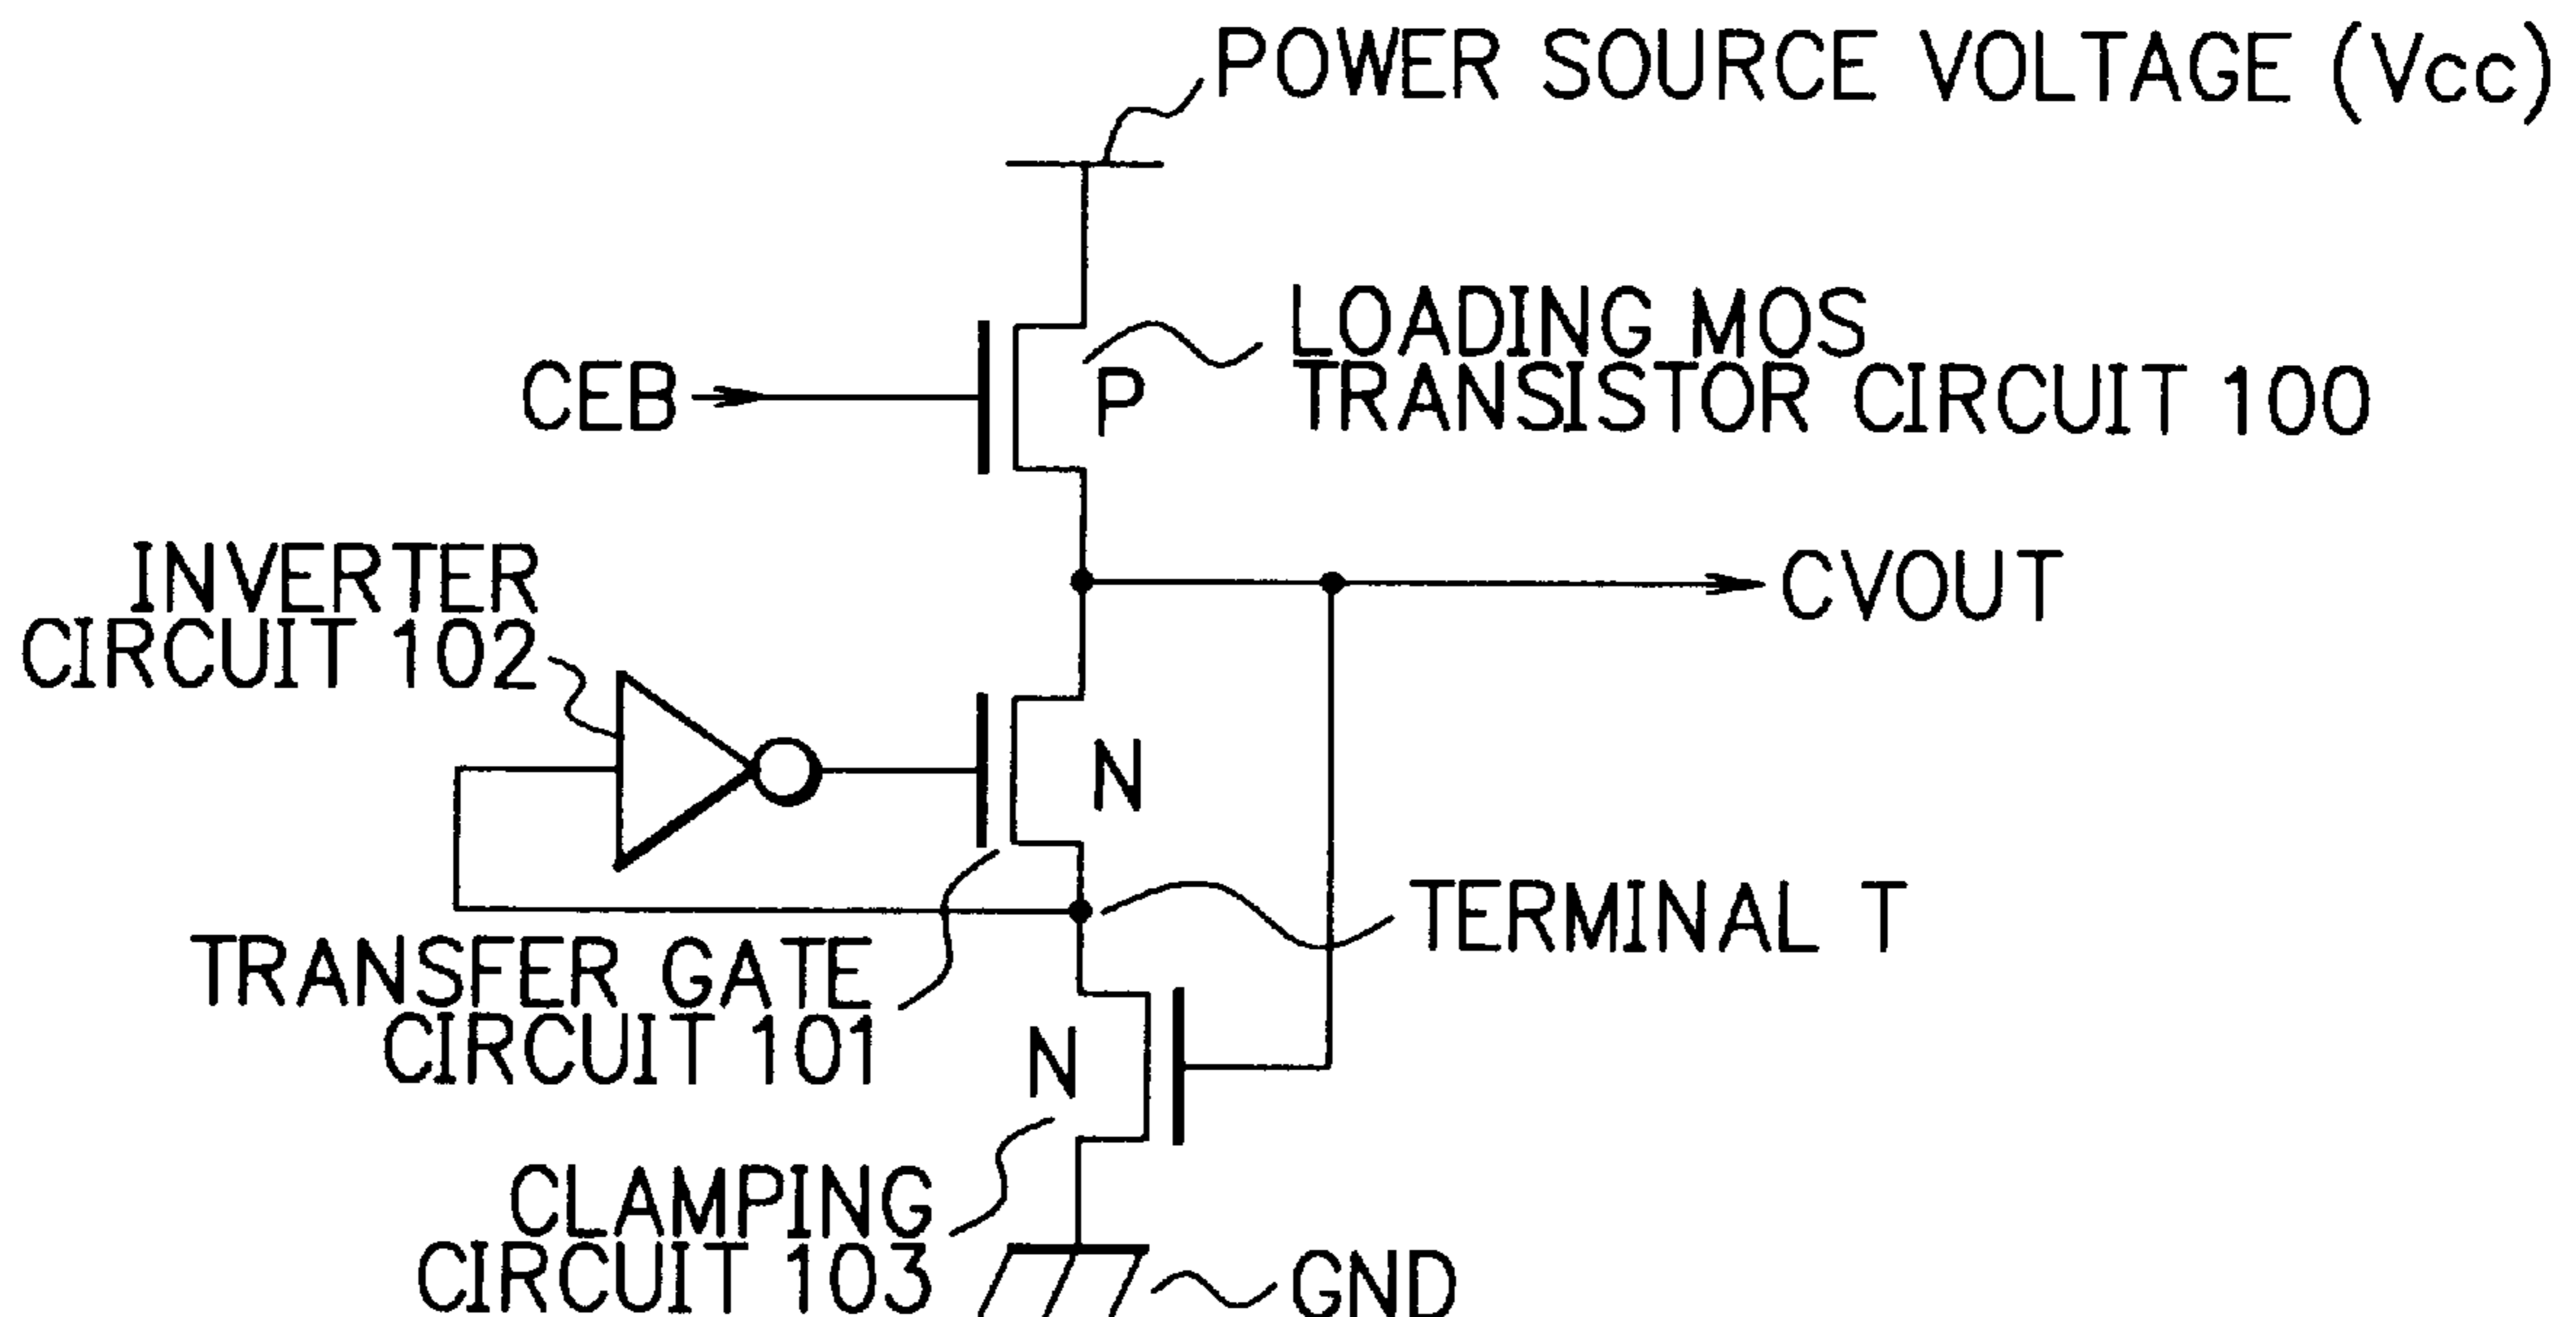 POWER SOURCE VOLTAGE (Vcc)
LOADING MOS
TRANSISTOR CIRCUIT 100
CEB
P
INVERTER
CIRCUIT 102
CVOUT
N
TERMINAL T
TRANSFER GATE
CIRCUIT 101
N
CLAMPING
CIRCUIT 103
GND